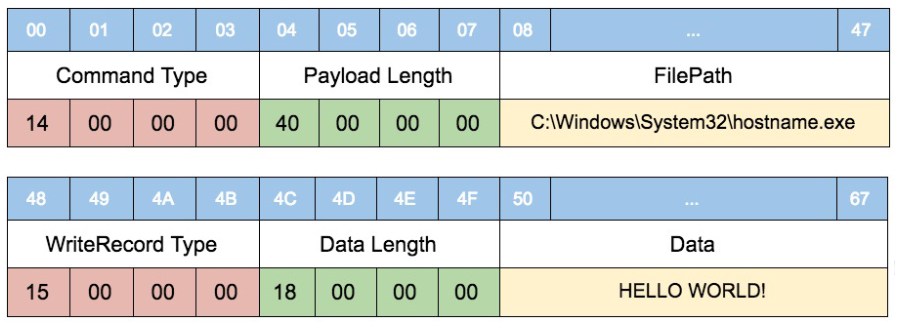 00 01 02 03 04 05 06 07 08 ... 47
Command Type Payload Length FilePath
14 00 00 00 40 00 00 00 C:\Windows\System32\hostname.exe
48 49 4A 4B 4C 4D 4E 4F 50 ... 67
WriteRecord Type Data Length Data
15 00 00 00 18 00 00 00 HELLO WORLD!